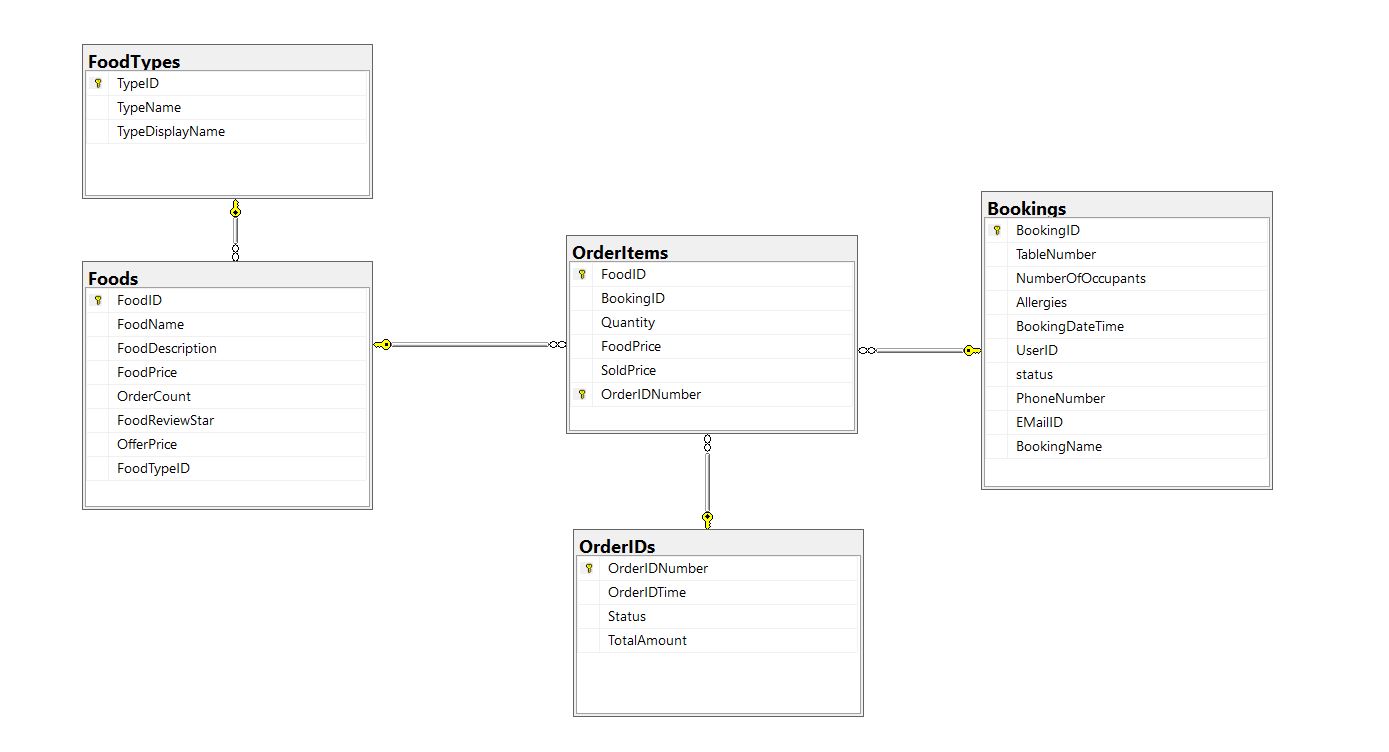 FoodTypes
TypeID
TypeName
TypeDisplayName
Foods
FoodID
FoodName
FoodDescription
FoodPrice
OrderCount
FoodReviewStar
OfferPrice
FoodTypeID
OrderItems
FoodID
BookingID
Quantity
FoodPrice
SoldPrice
OrderIDNumber
OrderIDs
OrderIDNumber
OrderIDTime
Status
TotalAmount
Bookings
BookingID
TableNumber
NumberOfOccupants
Allergies
BookingDateTime
UserID
status
PhoneNumber
EMailID
BookingName